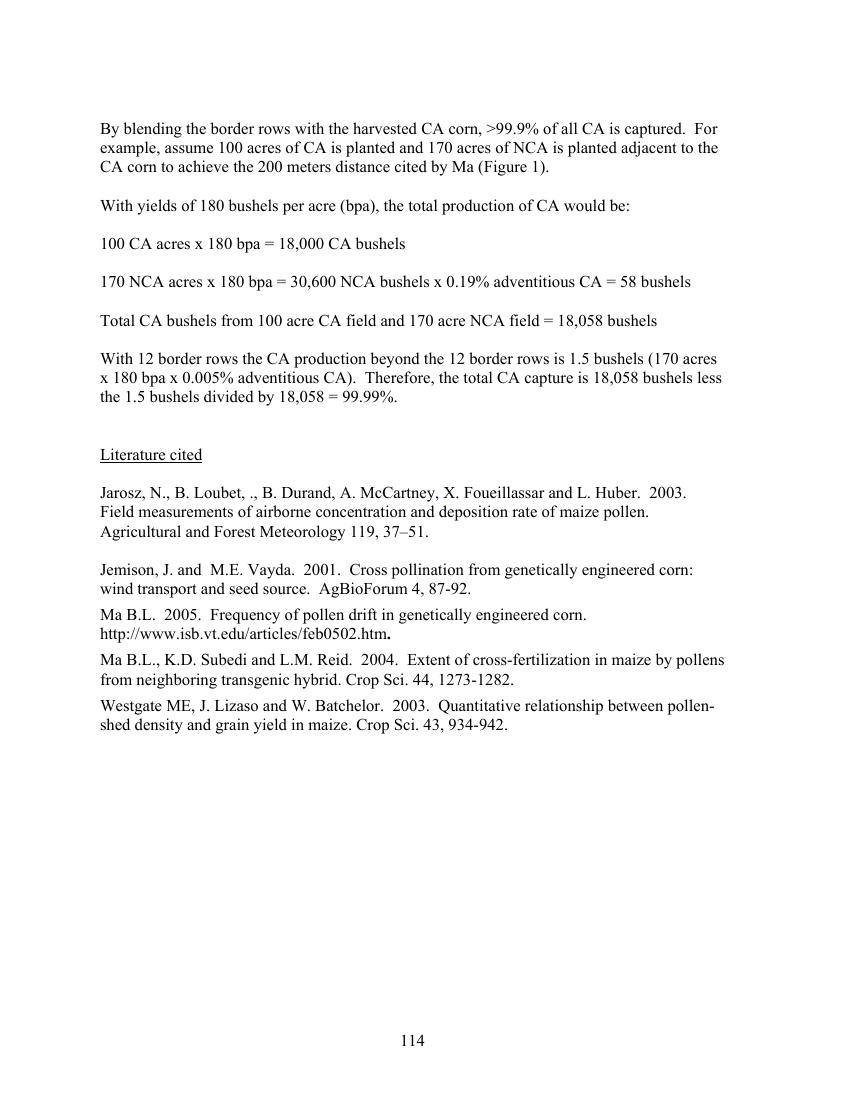 By blending the border rows with the harvested CA corn, >99.9% of all CA is captured.  For
example, assume 100 acres of CA is planted and 170 acres of NCA is planted adjacent to the
CA corn to achieve the 200 meters distance cited by Ma (Figure 1).
With yields of 180 bushels per acre (bpa), the total production of CA would be:
100 CA acres x 180 bpa = 18,000 CA bushels
170 NCA acres x 180 bpa = 30,600 NCA bushels x 0.19% adventitious CA = 58 bushels
Total CA bushels from 100 acre CA field and 170 acre NCA field = 18,058 bushels
With 12 border rows the CA production beyond the 12 border rows is 1.5 bushels (170 acres
x 180 bpa x 0.005% adventitious CA).  Therefore, the total CA capture is 18,058 bushels less
the 1.5 bushels divided by 18,058 = 99.99%.
Literature cited
Jarosz, N., B. Loubet, ., B. Durand, A. McCartney, X. Foueillassar and L. Huber.  2003.
Field measurements of airborne concentration and deposition rate of maize pollen.
Agricultural and Forest Meteorology 119, 37–51.
Jemison, J. and  M.E. Vayda.  2001.  Cross pollination from genetically engineered corn:
wind transport and seed source.  AgBioForum 4, 87-92.
Ma B.L.  2005.  Frequency of pollen drift in genetically engineered corn.
http://www.isb.vt.edu/articles/feb0502.htm.
Ma B.L., K.D. Subedi and L.M. Reid.  2004.  Extent of cross-fertilization in maize by pollens
from neighboring transgenic hybrid. Crop Sci. 44, 1273-1282.
Westgate ME, J. Lizaso and W. Batchelor.  2003.  Quantitative relationship between pollen-
shed density and grain yield in maize. Crop Sci. 43, 934-942.
114